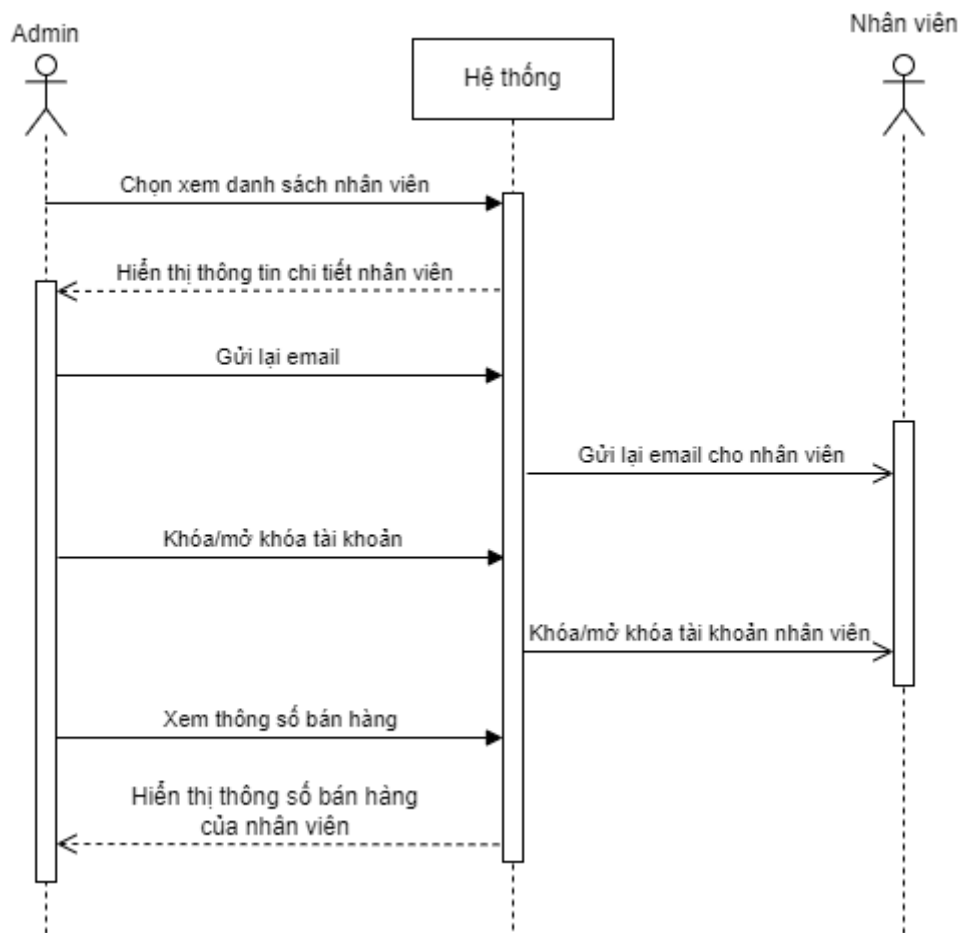 Admin
Nhân viên
Hệ thống
Chọn xem danh sách nhân viên
Hiển thị thông tin chi tiết nhân viên
Gửi lại email
Gửi lại email cho nhân viên
Khóa/mở khóa tài khoản
Khóa/mở khóa tài khoản nhân viên
Xem thông số bán hàng
Hiển thị thông số bán hàng
của nhân viên